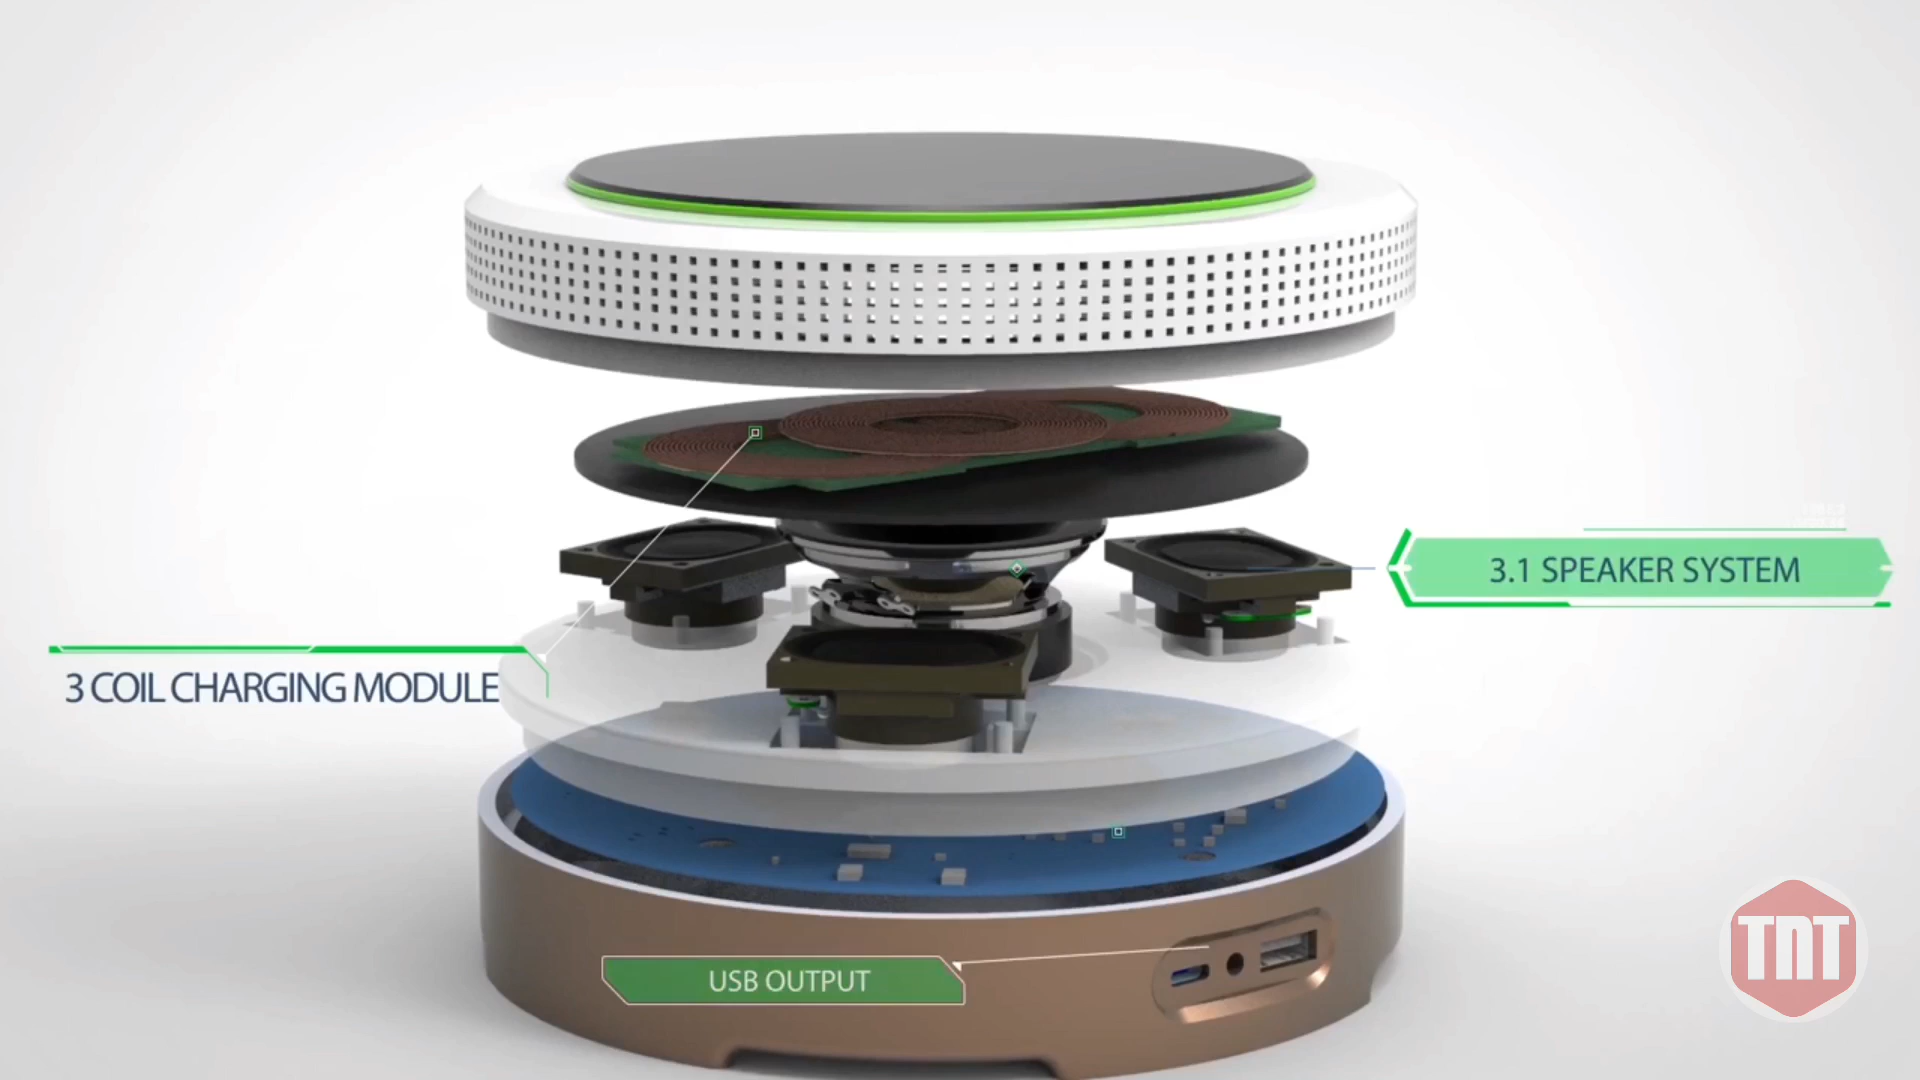 3.1 SPEAKER SYSTEM
3 COIL CHARGING MODULE
USB OUTPUT
TNT